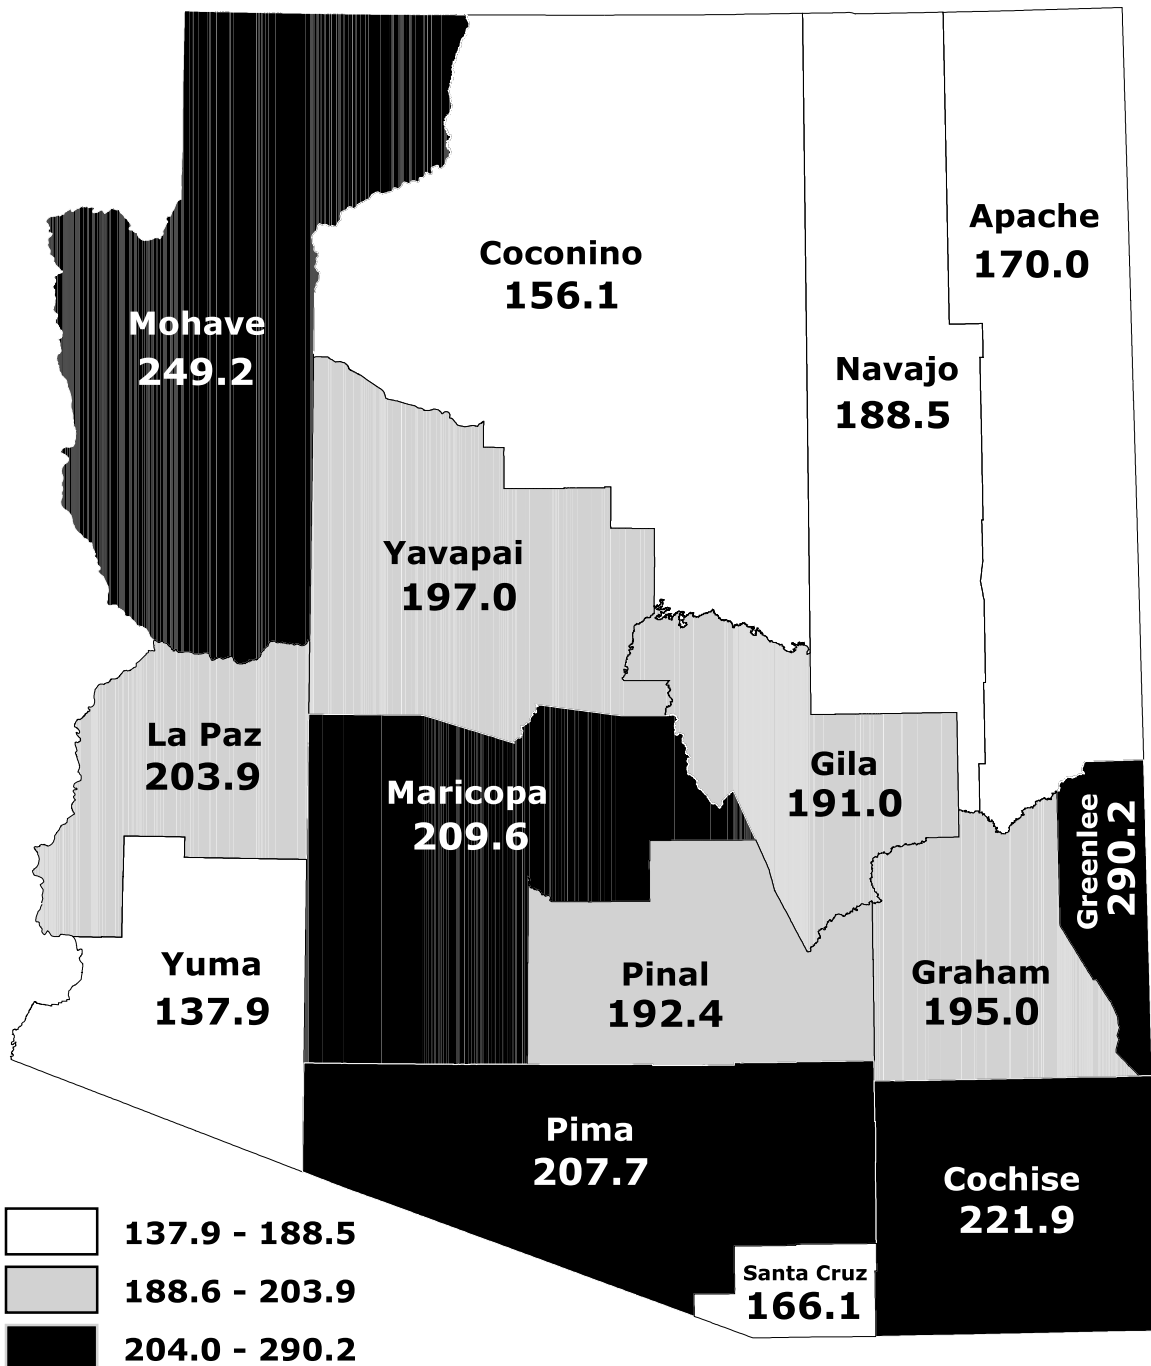 Apache
170.0
Coconino
156.1
Mohave
249.2
Navajo
188.5
Yavapai
197.0
La Paz
203.9
Maricopa
209.6
Gila
191.0
Greenlee
290.2
Yuma
137.9
Pinal
192.4
Graham
195.0
Pima
207.7
Cochise
221.9
Santa Cruz
166.1
137.9 - 188.5
188.6 - 203.9
204.0 - 290.2